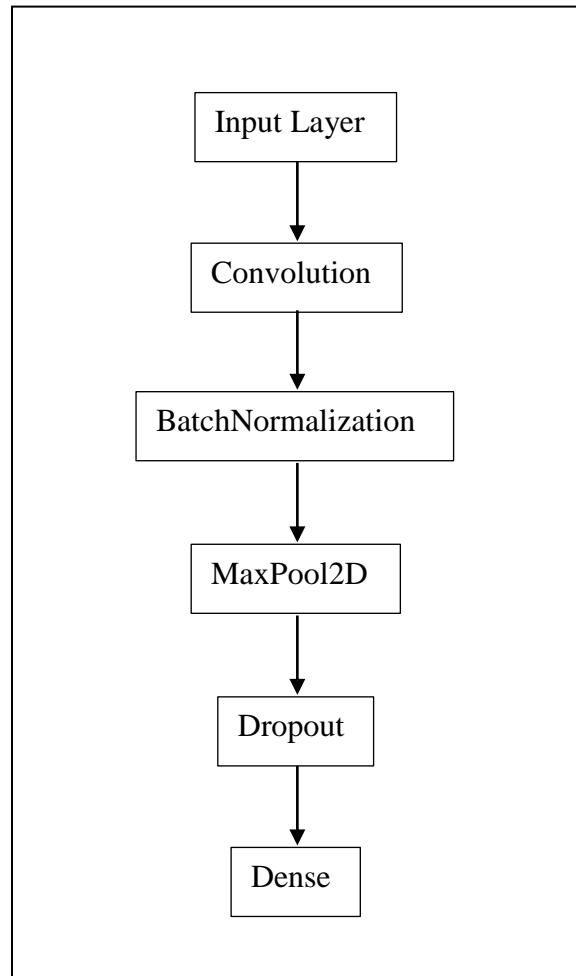 Input Layer
Convolution
BatchNormalization
MaxPool2D
Dropout
Dense